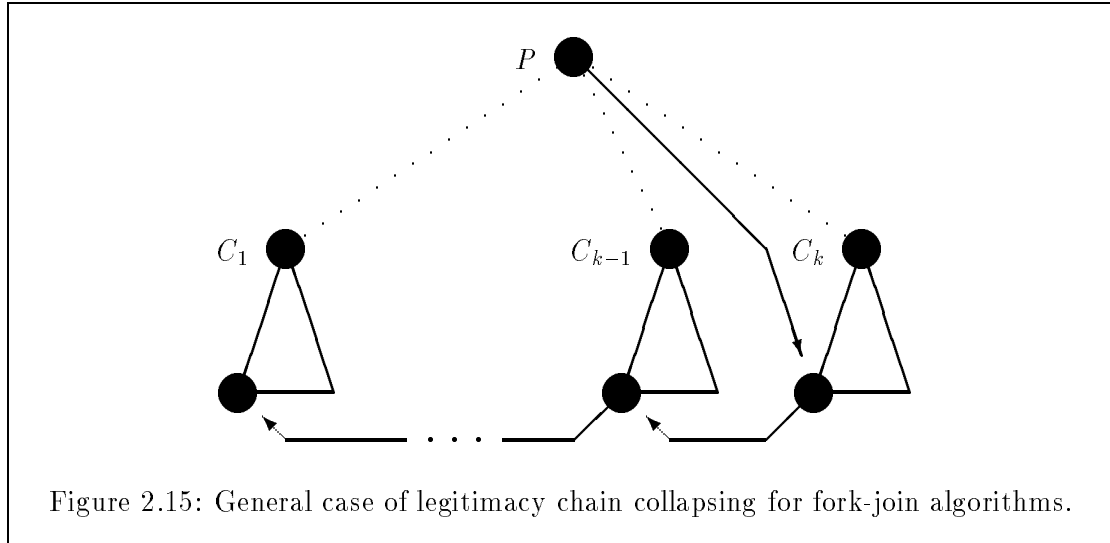 P
C₁
Cₖ₋₁
Cₖ
Figure 2.15: General case of legitimacy chain collapsing for fork-join algorithms.